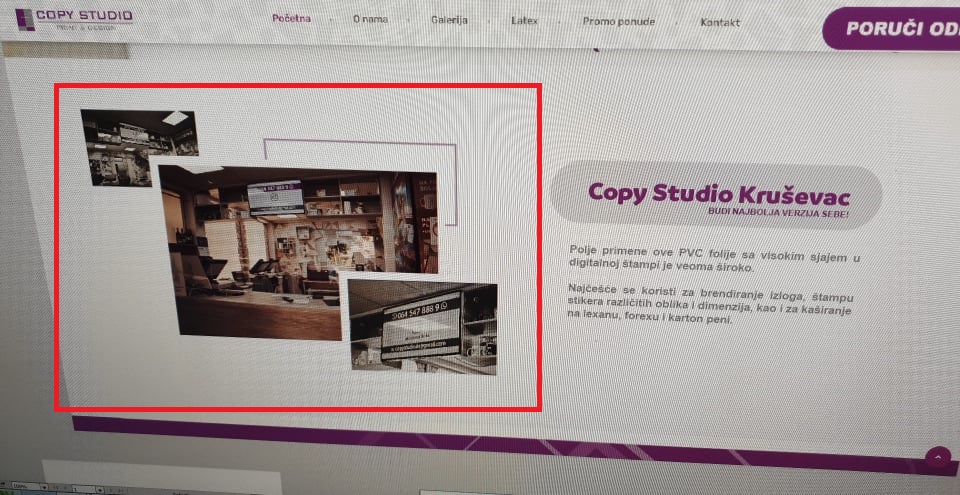 COPY STUDIO
PRINT & DESIGN
Početna
O nama
Galerija
Latex
Promo ponude
Kontakt
PORUČI OD
Copy Studio Kruševac
BUDI NAJBOLJA VERZIJA SEBE!
Polje primene ove PVC folije sa visokim sjajem u
digitalnoj štampi je veoma široko.
Najčešće se koristi za brendiranje izloga, štampu
stikera različitih oblika i dimenzija, kao i za kaširanje
na lexanu, forexu i karton peni.
064 547 888 9